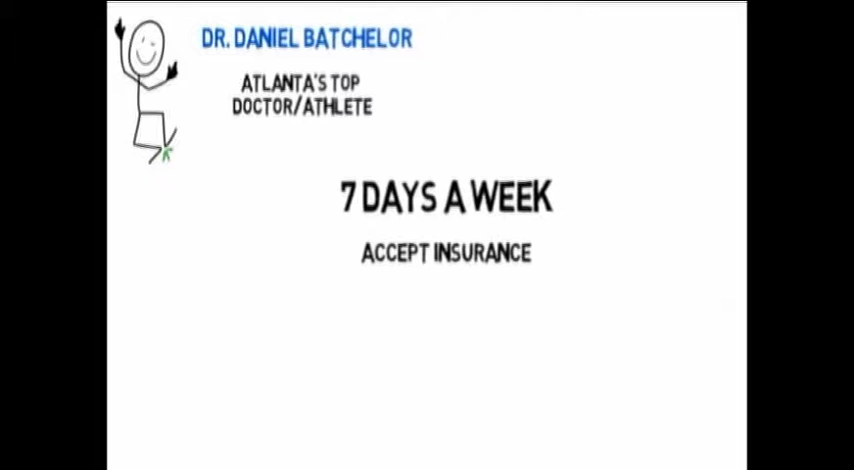 DR. DANIEL BATCHELOR
ATLANTA'S TOP
DOCTOR/ATHLETE
7 DAYS A WEEK
ACCEPT INSURANCE